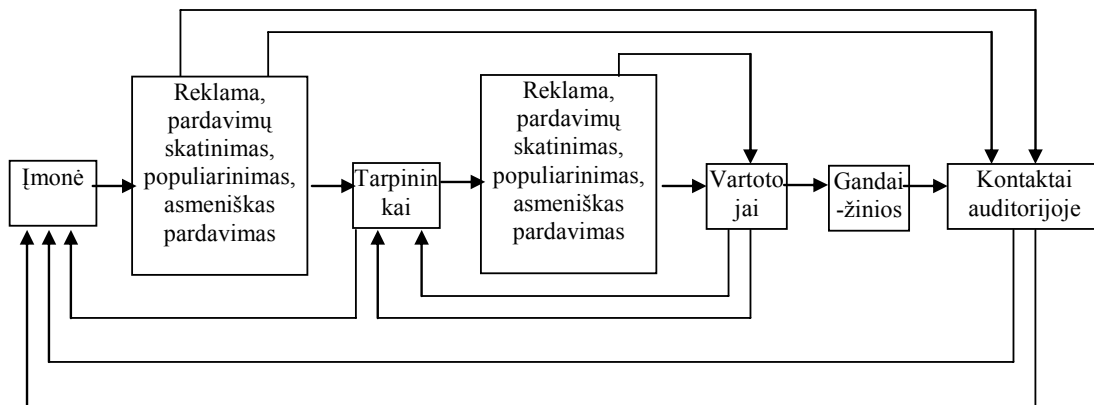 Įmonė
Reklama,
pardavimų
skatinimas,
populiarinimas,
asmeniškas
pardavimas
Tarpinin
kai
Reklama,
pardavimų
skatinimas,
populiarinimas,
asmeniškas
pardavimas
Vartoto
jai
Gandai
-žinios
Kontaktai
auditorijoje